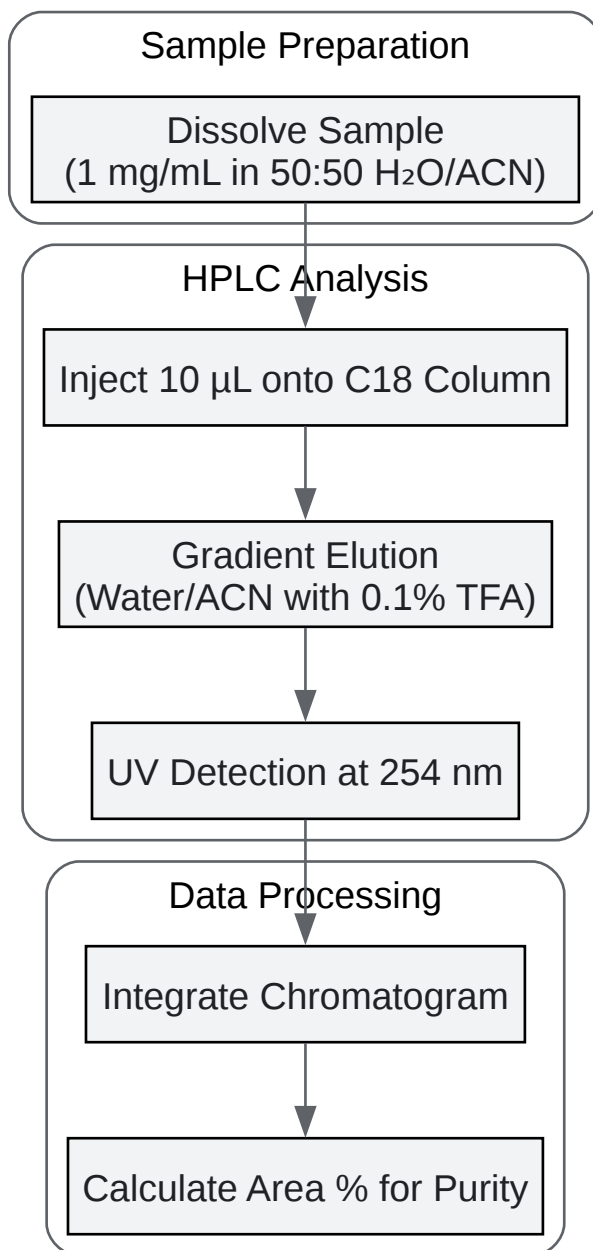 Sample Preparation
Dissolve Sample
(1 mg/mL in 50:50 H₂O/ACN)
HPLC Analysis
Inject 10 µL onto C18 Column
Gradient Elution
(Water/ACN with 0.1% TFA)
UV Detection at 254 nm
Data Processing
Integrate Chromatogram
Calculate Area % for Purity